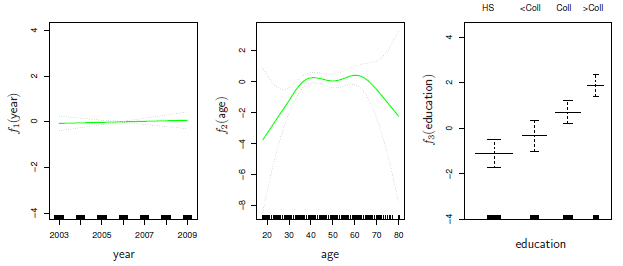 HS <Coll Coll >Coll
f1(year)
4
2
0
−2
−4
2003 2005 2007 2009
year
f2(age)
2
0
−2
−4
−6
−8
20 30 40 50 60 70 80
age
f3(education)
4
2
0
−2
−4
education